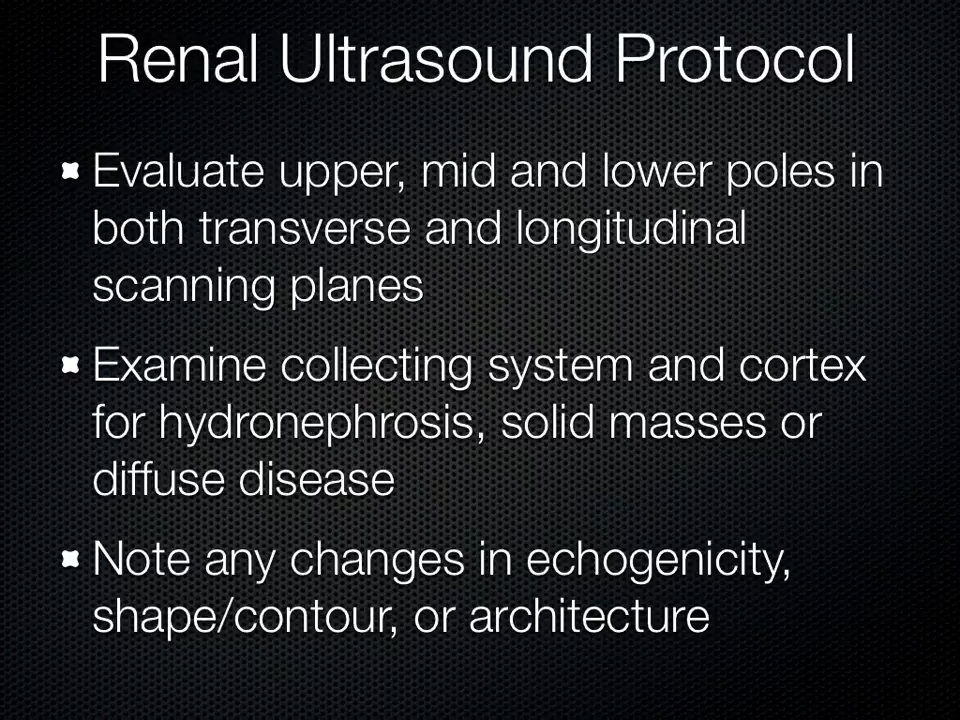 Renal Ultrasound Protocol
Evaluate upper, mid and lower poles in
both transverse and longitudinal
scanning planes
Examine collecting system and cortex
for hydronephrosis, solid masses or
diffuse disease
Note any changes in echogenicity,
shape/contour, or architecture